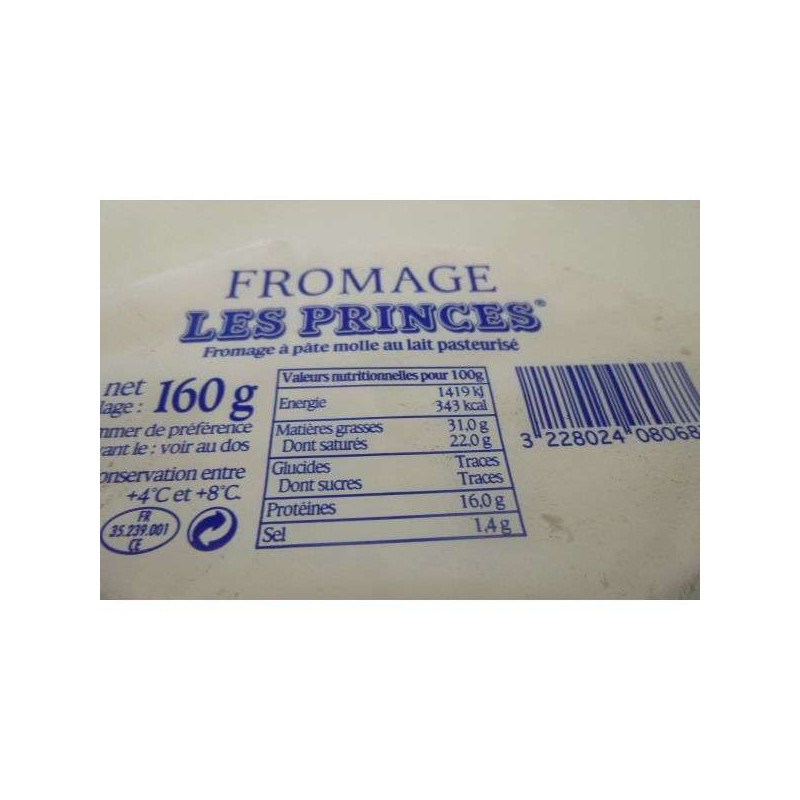 FROMAGE
LES PRINCES®
Fromage à pâte molle au lait pasteurisé
net
lage : 160 g
mmer de préférence
ant le : voir au dos
onservation entre
+4°C et +8°C.
FR
35.239.001
CE
Valeurs nutritionnelles pour 100g
Energie 1419 kJ
343 kcal
Matières grasses 31,0 g
Dont saturés 22,0 g
Glucides Traces
Dont sucres Traces
Protéines 16,0 g
Sel 1,4 g
3 228024 08068